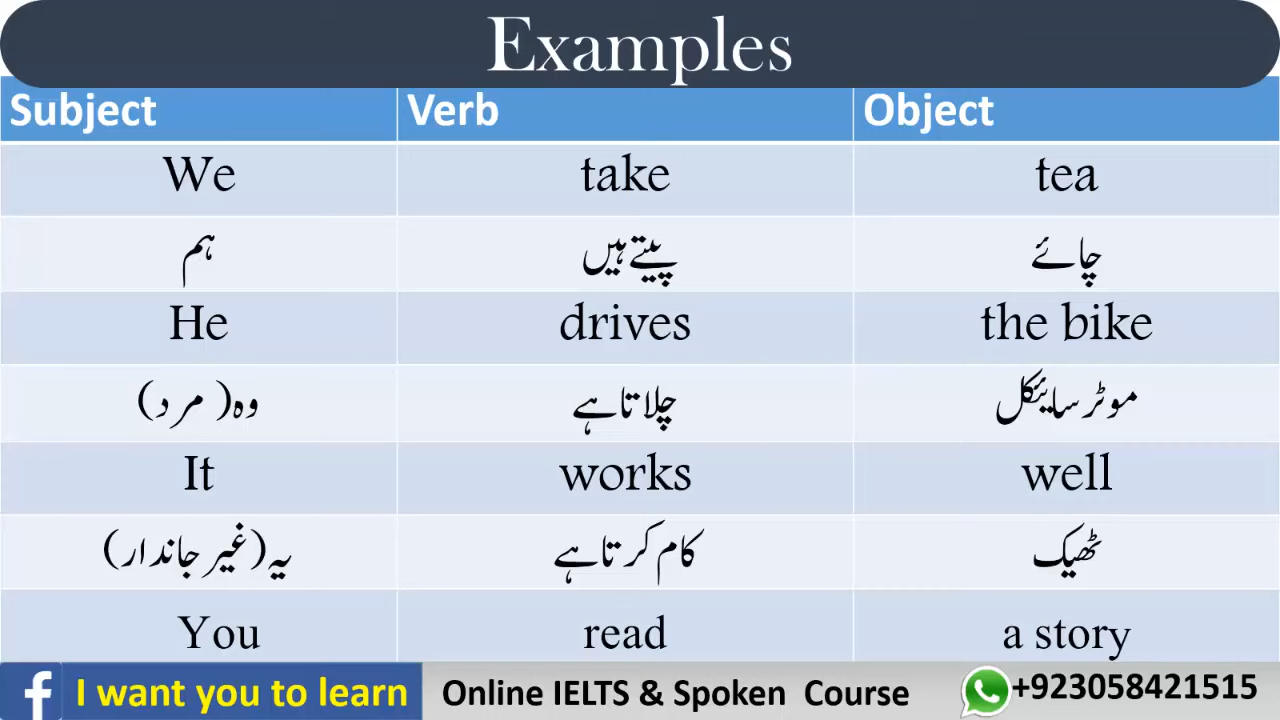 Examples
Subject Verb Object
We take tea
ہم پیتے ہیں چائے
He drives the bike
وہ( مرد) چلاتا ہے موٹر سائیکل
It works well
یہ(غیر جاندار) کام کرتا ہے ٹھیک
You read a story
I want you to learn Online IELTS & Spoken Course +923058421515